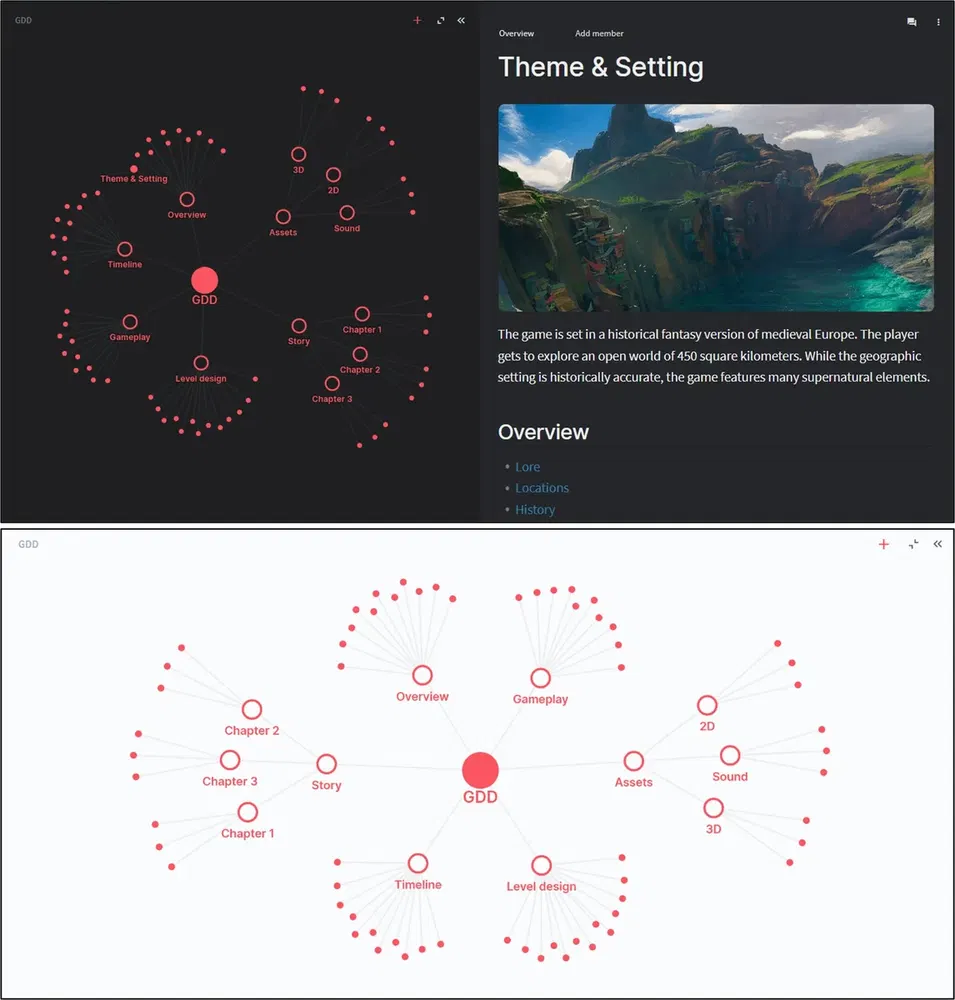 GDD
Theme & Setting
Overview
Timeline
GDD
Gameplay
Level design
3D
2D
Assets
Sound
Story
Chapter 1
Chapter 2
Chapter 3
Overview
Add member
Theme & Setting
The game is set in a historical fantasy version of medieval Europe. The player
gets to explore an open world of 450 square kilometers. While the geographic
setting is historically accurate, the game features many supernatural elements.
Overview
• Lore
• Locations
• History
GDD
Overview
Gameplay
Chapter 2
Chapter 3
Chapter 1
Story
GDD
2D
Assets
Sound
3D
Timeline
Level design